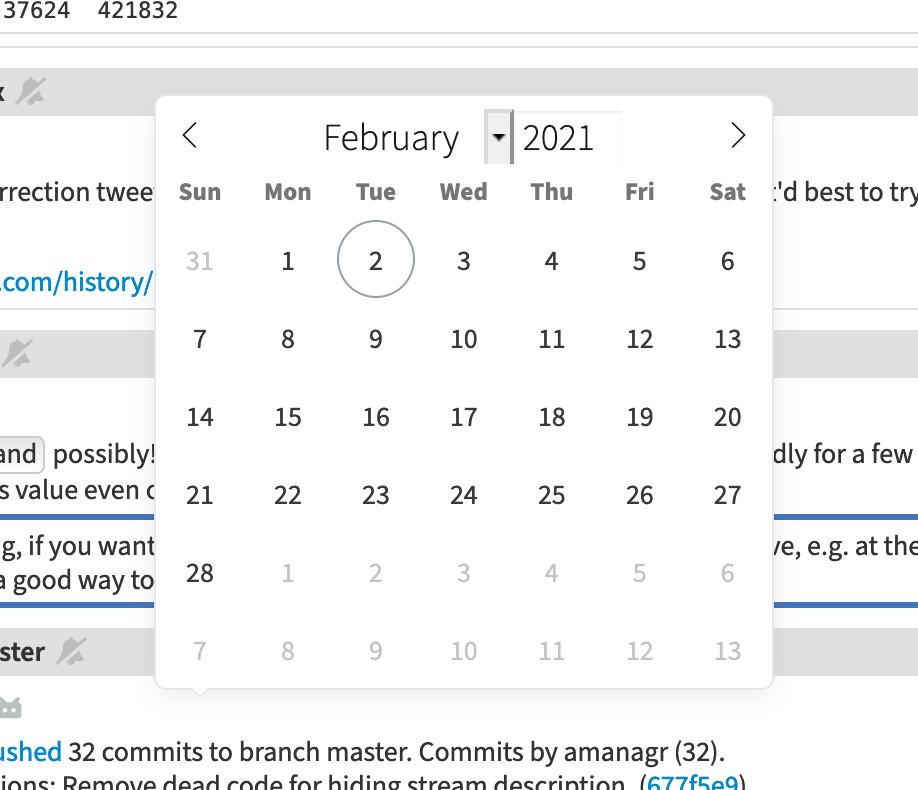 37624 421832
February 2021
Sun Mon Tue Wed Thu Fri Sat
rrection twee t'd best to try
31 1 2 3 4 5 6
.com/history/
7 8 9 10 11 12 13
14 15 16 17 18 19 20
and possibly! dly for a few
s value even
21 22 23 24 25 26 27
g, if you want ve, e.g. at the
28 1 2 3 4 5 6
a good way to
ster 7 8 9 10 11 12 13
ushed 32 commits to branch master. Commits by amanagr (32).
ions: Remove dead code for hiding stream description. (677f5e9)